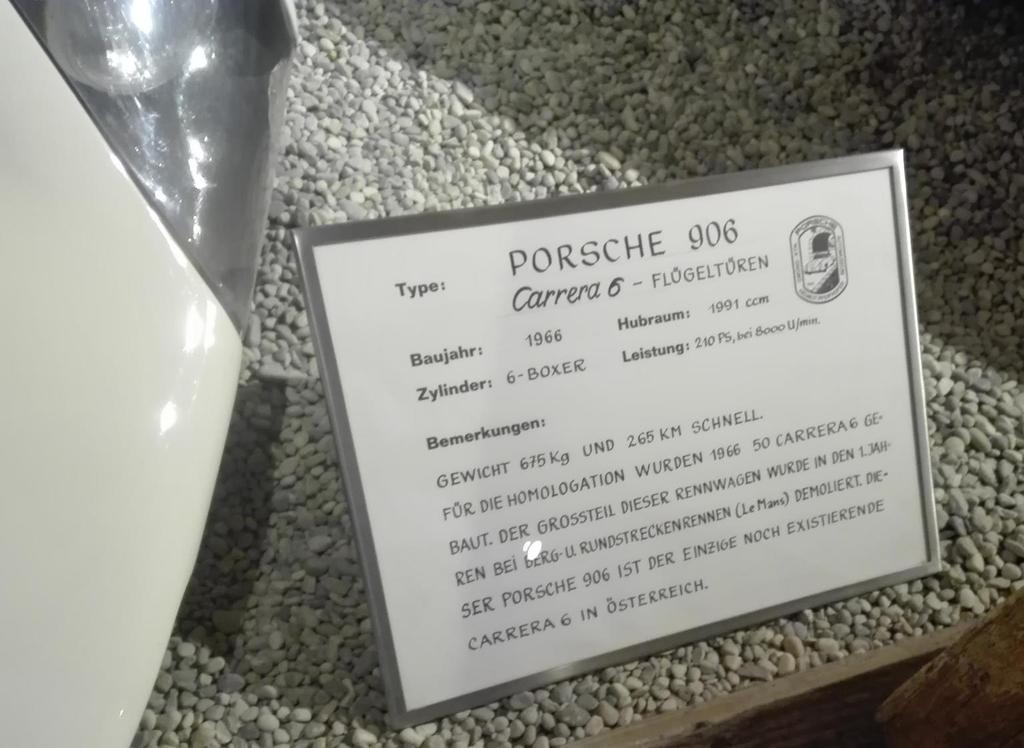 Type: PORSCHE 906
Carrera 6 - FLÜGELTÜREN
Baujahr: 1966 Hubraum: 1991 ccm
Zylinder: 6-BOXER Leistung: 210 PS, bei 8000 U/min.
Bemerkungen:
GEWICHT 675 Kg UND 265 KM SCHNELL.
FÜR DIE HOMOLOGATION WURDEN 1966 50 CARRERA 6 GE-
BAUT. DER GROSSTEIL DIESER RENNWAGEN WURDE IN DEN 1. JAH-
REN BEI BERG- U. RUNDSTRECKENRENNEN (Le Mans) DEMOLIERT. DIE-
SER PORSCHE 906 IST DER EINZIGE NOCH EXISTIERENDE
CARRERA 6 IN ÖSTERREICH.
PORSCHE